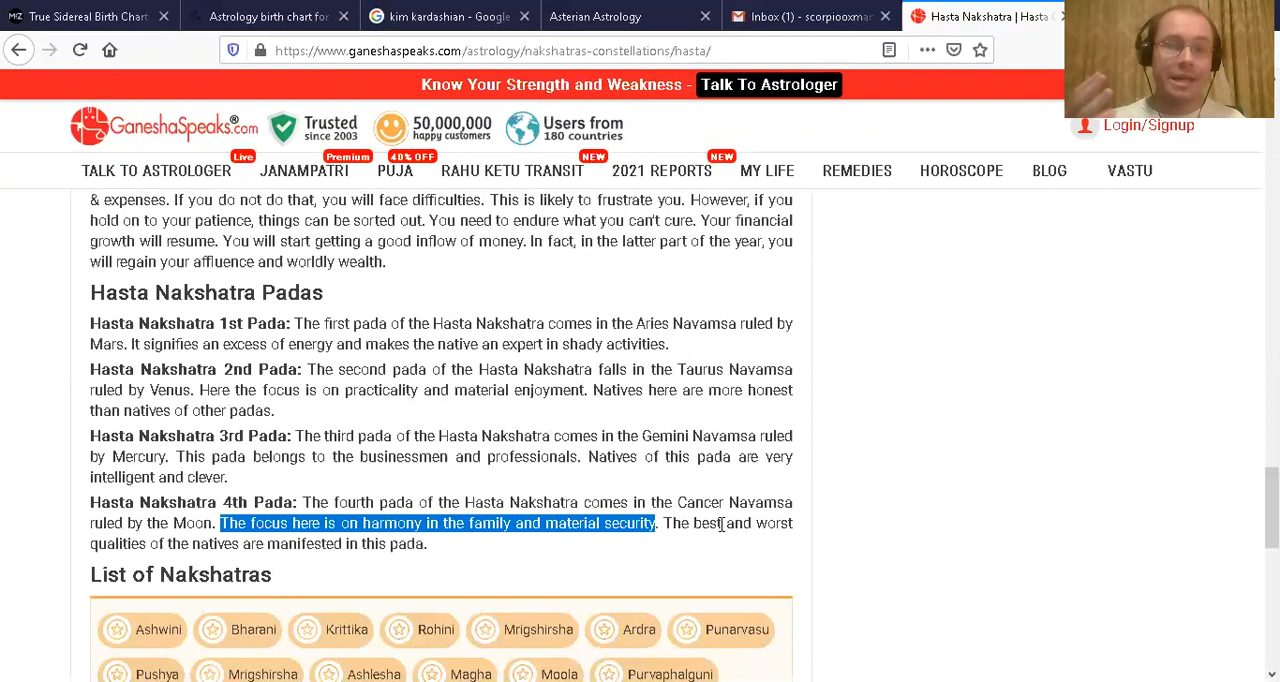 True Sidereal Birth Chart
Astrology birth chart for
kim kardashian - Google
Asterian Astrology
Inbox (1) - scorpiooxmar
Hasta Nakshatra | Hasta
https://www.ganeshaspeaks.com/astrology/nakshatras-constellations/hasta/
Know Your Strength and Weakness - Talk To Astrologer
GaneshaSpeaks.com
Trusted
since 2003
50,000,000
happy customers
Users from
180 countries
Login/Signup
Live
Premium
40% OFF
NEW
NEW
TALK TO ASTROLOGER JANAMPATRI PUJA RAHU KETU TRANSIT 2021 REPORTS MY LIFE REMEDIES HOROSCOPE BLOG VASTU
& expenses. If you do not do that, you will face difficulties. This is likely to frustrate you. However, if you
hold on to your patience, things can be sorted out. You need to endure what you can't cure. Your financial
growth will resume. You will start getting a good inflow of money. In fact, in the latter part of the year, you
will regain your affluence and worldly wealth.
Hasta Nakshatra Padas
Hasta Nakshatra 1st Pada: The first pada of the Hasta Nakshatra comes in the Aries Navamsa ruled by
Mars. It signifies an excess of energy and makes the native an expert in shady activities.
Hasta Nakshatra 2nd Pada: The second pada of the Hasta Nakshatra falls in the Taurus Navamsa
ruled by Venus. Here the focus is on practicality and material enjoyment. Natives here are more honest
than natives of other padas.
Hasta Nakshatra 3rd Pada: The third pada of the Hasta Nakshatra comes in the Gemini Navamsa ruled
by Mercury. This pada belongs to the businessmen and professionals. Natives of this pada are very
intelligent and clever.
Hasta Nakshatra 4th Pada: The fourth pada of the Hasta Nakshatra comes in the Cancer Navamsa
ruled by the Moon. The focus here is on harmony in the family and material security. The best and worst
qualities of the natives are manifested in this pada.
List of Nakshatras
Ashwini Bharani Krittika Rohini Mrigshirsha Ardra Punarvasu
Pushya Mrigshirsha Ashlesha Magha Moola Purvaphalguni